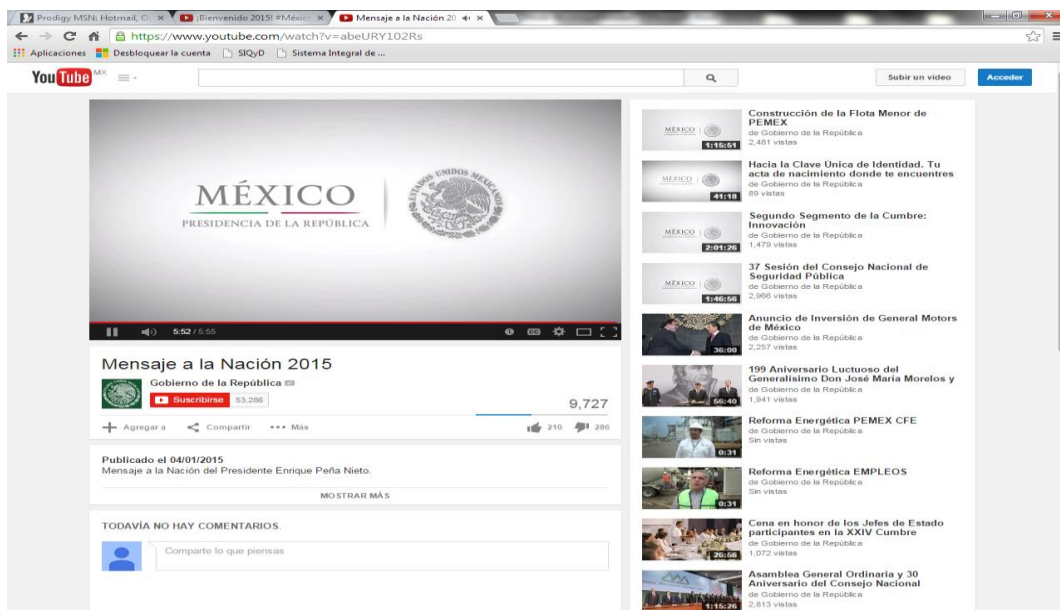 Prodigy MSN: Hotmail, O
¡Bienvenido 2015! #Méxic
Mensaje a la Nación 20
https://www.youtube.com/watch?v=abeURY102Rs
Aplicaciones
Desbloquear la cuenta
SIQyD
Sistema Integral de ...
YouTube MX
Subir un video
Acceder
MÉXICO
PRESIDENCIA DE LA REPÚBLICA
ESTADOS UNIDOS MEXICANOS
5:52 / 5:55
CC
Mensaje a la Nación 2015
Gobierno de la República
Suscribirse 53,286
9,727
Agregar a
Compartir
••• Más
210
286
Publicado el 04/01/2015
Mensaje a la Nación del Presidente Enrique Peña Nieto.
MOSTRAR MÁS
TODAVÍA NO HAY COMENTARIOS.
Comparte lo que piensas
MÉXICO
1:15:51
Construcción de la Flota Menor de
PEMEX
de Gobierno de la República
2,481 vistas
MÉXICO
41:18
Hacia la Clave Única de Identidad. Tu
acta de nacimiento donde te encuentres
de Gobierno de la República
89 vistas
MÉXICO
2:01:26
Segundo Segmento de la Cumbre:
Innovación
de Gobierno de la República
1,479 vistas
MÉXICO
1:46:56
37 Sesión del Consejo Nacional de
Seguridad Pública
de Gobierno de la República
2,966 vistas
36:00
Anuncio de Inversión de General Motors
de México
de Gobierno de la República
2,257 vistas
56:40
199 Aniversario Luctuoso del
Generalísimo Don José María Morelos y
de Gobierno de la República
1,941 vistas
0:31
Reforma Energética PEMEX CFE
de Gobierno de la República
Sin vistas
0:31
Reforma Energética EMPLEOS
de Gobierno de la República
Sin vistas
26:56
Cena en honor de los Jefes de Estado
participantes en la XXIV Cumbre
de Gobierno de la República
1,072 vistas
1:15:26
Asamblea General Ordinaria y 30
Aniversario del Consejo Nacional
de Gobierno de la República
2,813 vistas